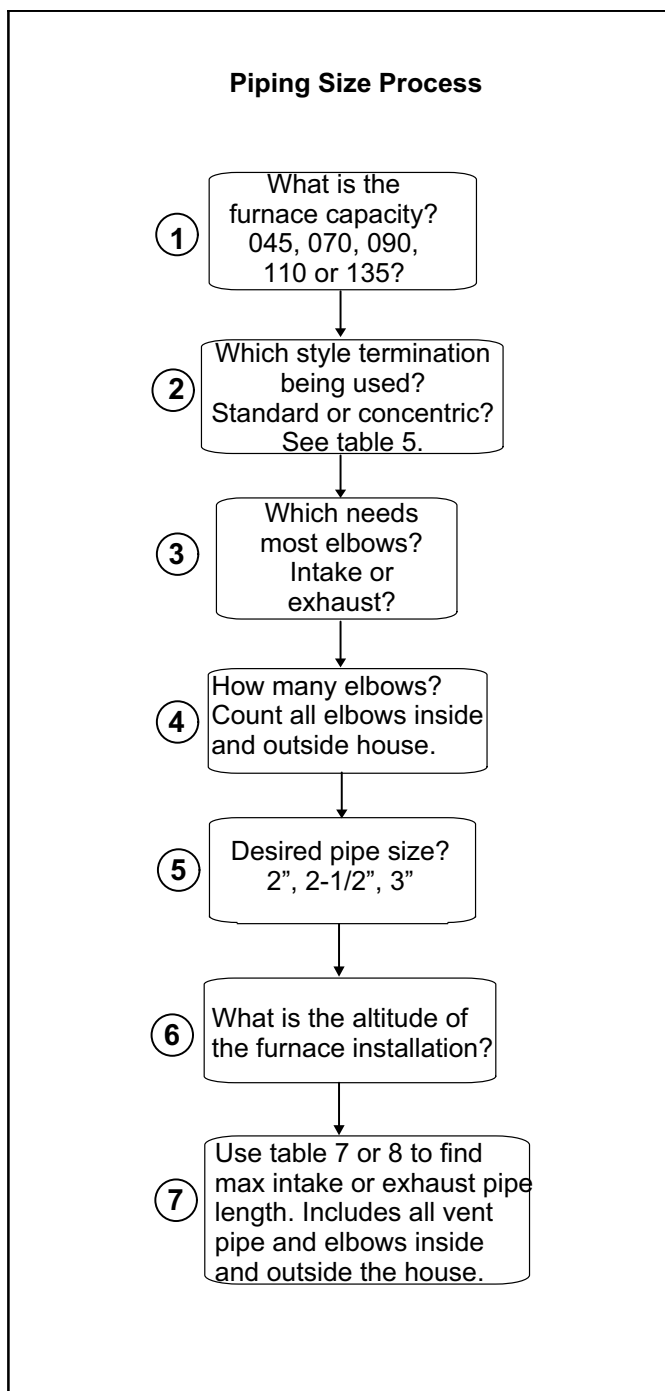 Piping Size Process
1
What is the
furnace capacity?
045, 070, 090,
110 or 135?
2
Which style termination
being used?
Standard or concentric?
See table 5.
3
Which needs
most elbows?
Intake or
exhaust?
4
How many elbows?
Count all elbows inside
and outside house.
5
Desired pipe size?
2”, 2-1/2”, 3”
6
What is the altitude of
the furnace installation?
7
Use table 7 or 8 to find
max intake or exhaust pipe
length. Includes all vent
pipe and elbows inside
and outside the house.